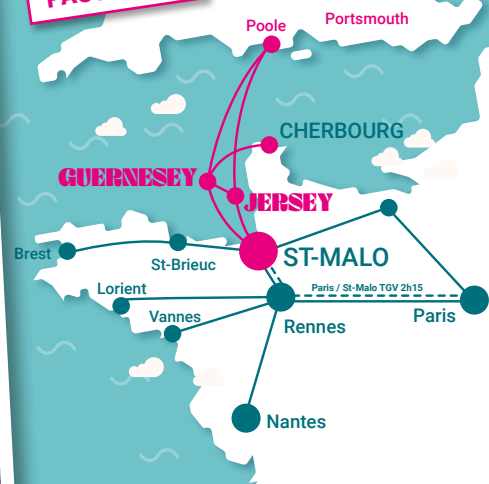 Poole
Portsmouth
CHERBOURG
GUERNESEY
JERSEY
Brest
St-Brieuc
ST-MALO
Lorient
Paris / St-Malo TGV 2h15
Vannes
Rennes
Paris
Nantes